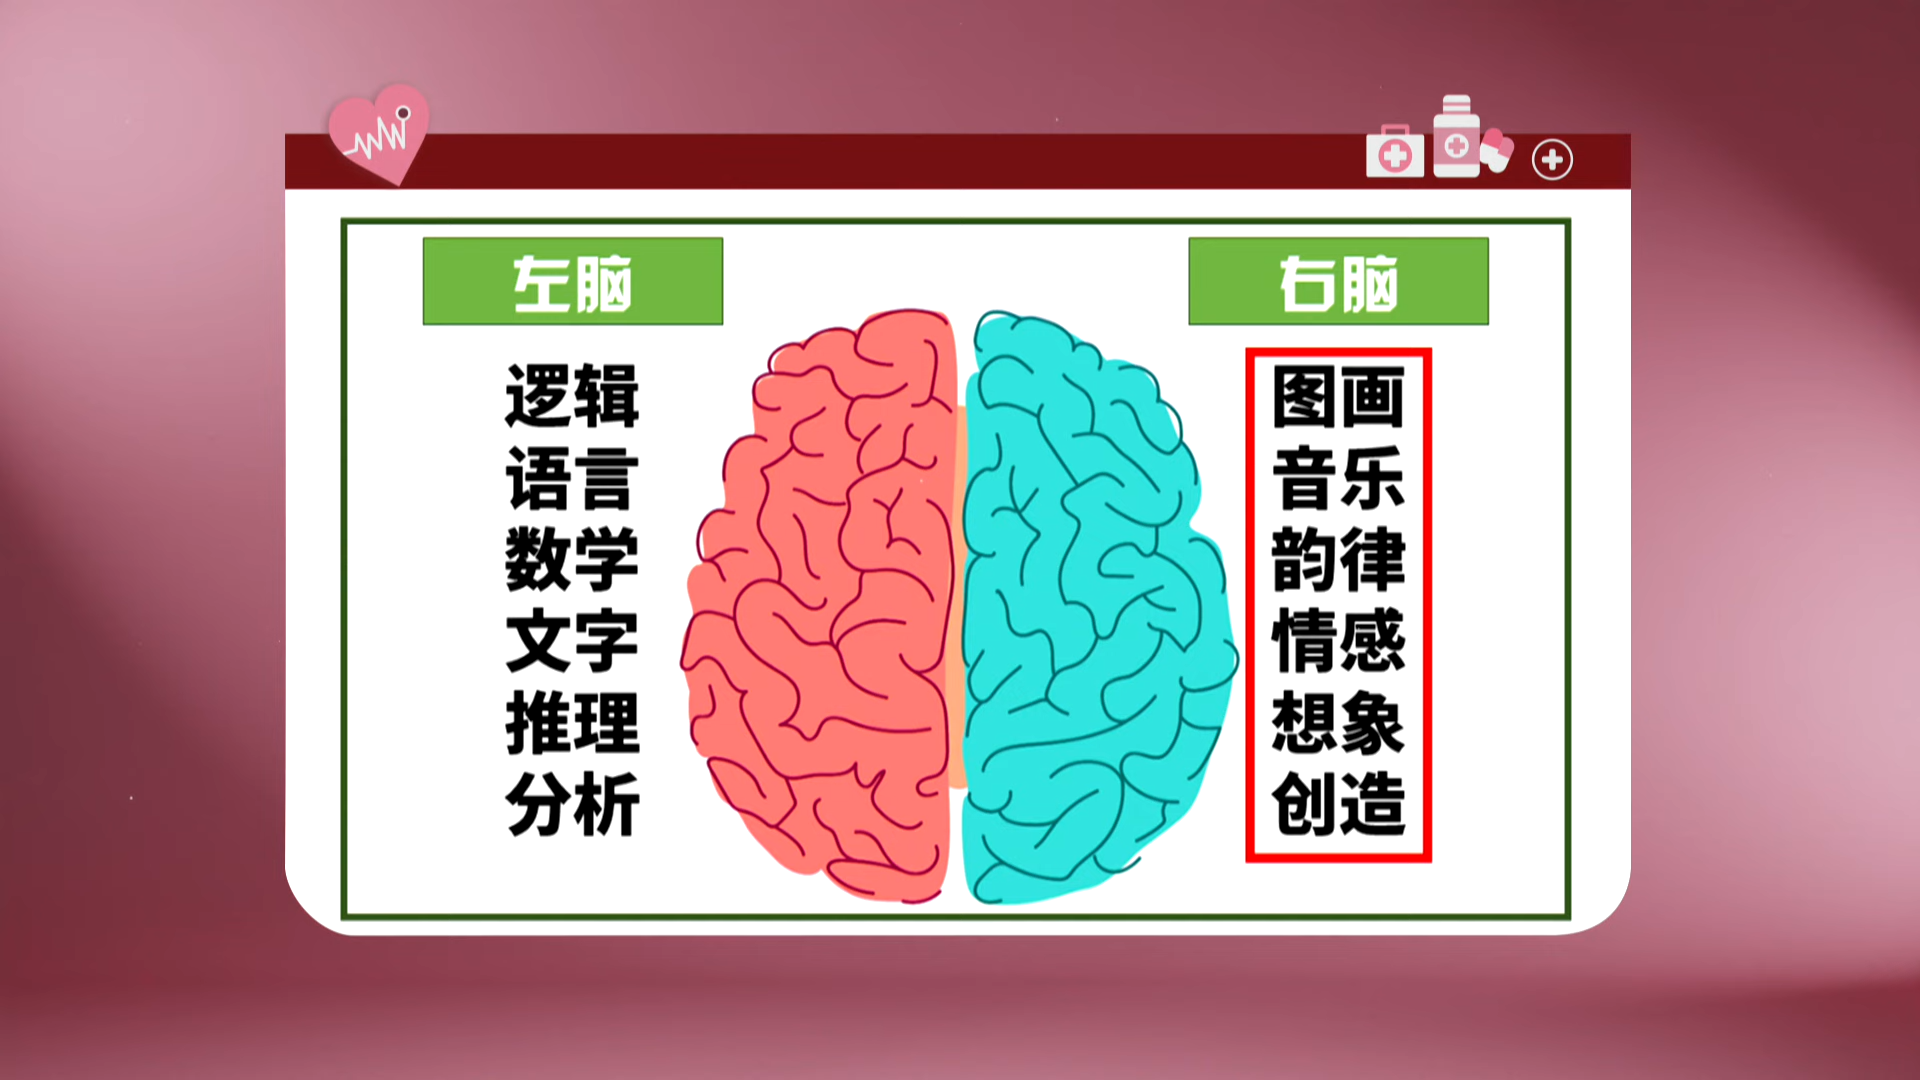 左脑
逻辑
语言
数学
文字
推理
分析
右脑
图画
音乐
韵律
情感
想象
创造